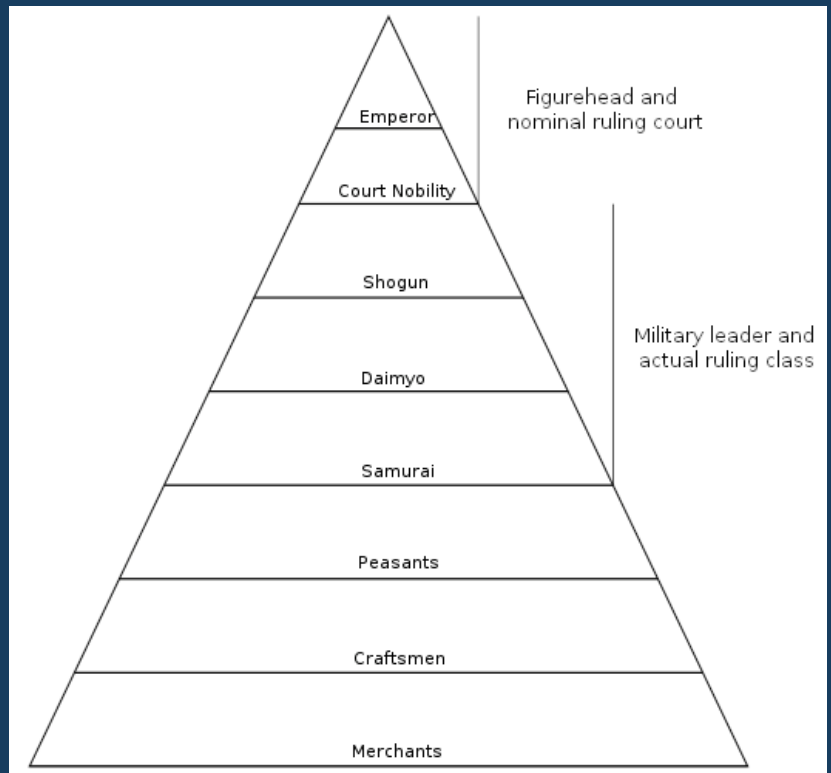 Emperor
Figurehead and
nominal ruling court
Court Nobility
Shogun
Military leader and
actual ruling class
Daimyo
Samurai
Peasants
Craftsmen
Merchants